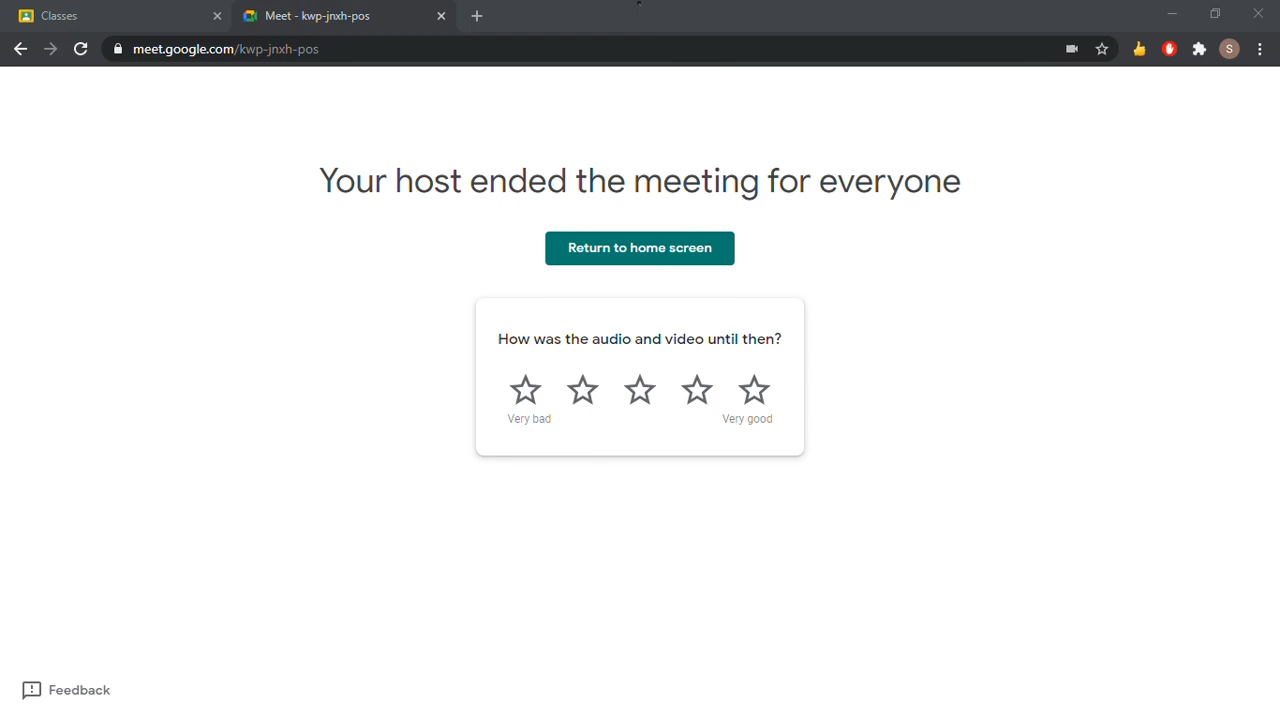 Classes
Meet - kwp-jnxh-pos
meet.google.com/kwp-jnxh-pos
S
Your host ended the meeting for everyone
Return to home screen
How was the audio and video until then?
Very bad
Very good
Feedback